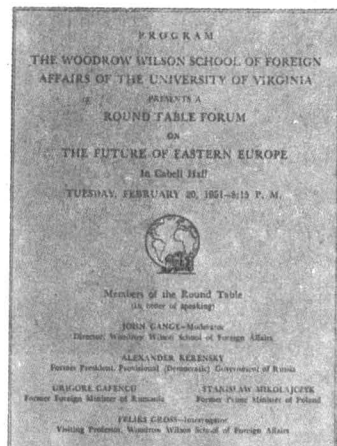 PROGRAM
THE WOODROW WILSON SCHOOL OF FOREIGN
AFFAIRS OF THE UNIVERSITY OF VIRGINIA
PRESENTS A
ROUND TABLE FORUM
ON
THE FUTURE OF EASTERN EUROPE
In Cabell Hall
TUESDAY, FEBRUARY 20, 1951—8:15 P. M.
Members of the Round Table
(in order of speaking)
JOHN GANGE—Moderator
Director, Woodrow Wilson School of Foreign Affairs
ALEXANDER KERENSKY
Former President, Provisional (Democratic) Government of Russia
GRIGORE GAFENCU STANISLAW MIKOLAJCZYK
Former Foreign Minister of Rumania Former Prime Minister of Poland
FELIKS GROSS—Interrogator
Visiting Professor, Woodrow Wilson School of Foreign Affairs